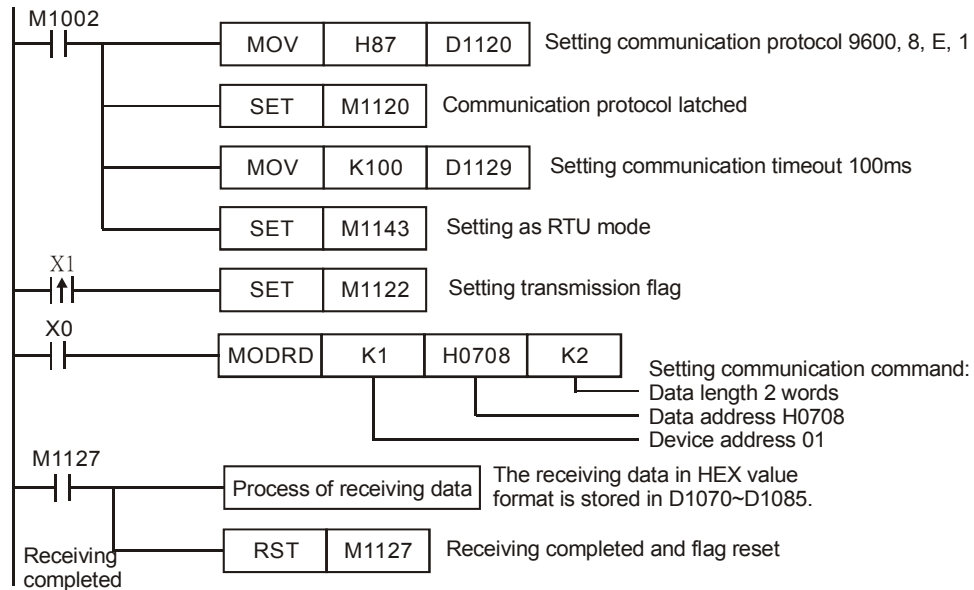 M1002
MOV H87 D1120 Setting communication protocol 9600, 8, E, 1
SET M1120 Communication protocol latched
MOV K100 D1129 Setting communication timeout 100ms
SET M1143 Setting as RTU mode
X1
SET M1122 Setting transmission flag
X0
MODRD K1 H0708 K2
Setting communication command:
Data length 2 words
Data address H0708
Device address 01
M1127
Process of receiving data
The receiving data in HEX value
format is stored in D1070~D1085.
RST M1127 Receiving completed and flag reset
Receiving
completed